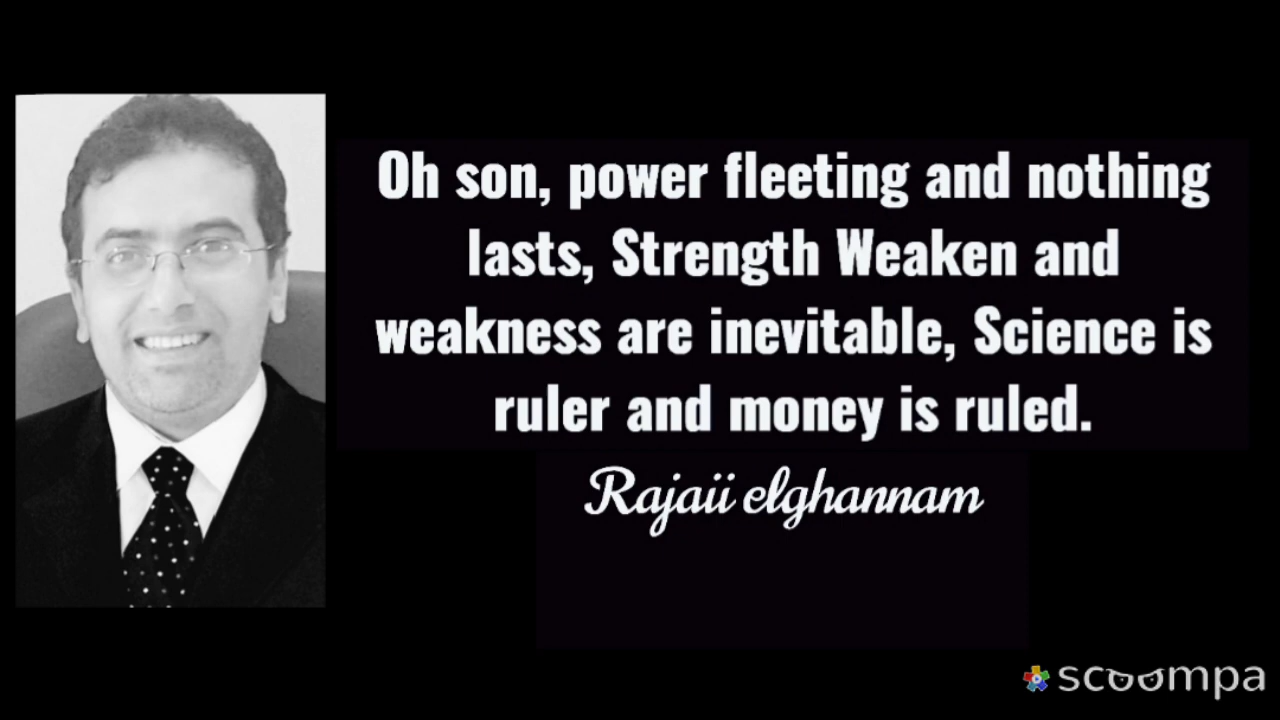 Oh son, power fleeting and nothing
lasts, Strength Weaken and
weakness are inevitable, Science is
ruler and money is ruled.
Rajaii elghannam
scoompa